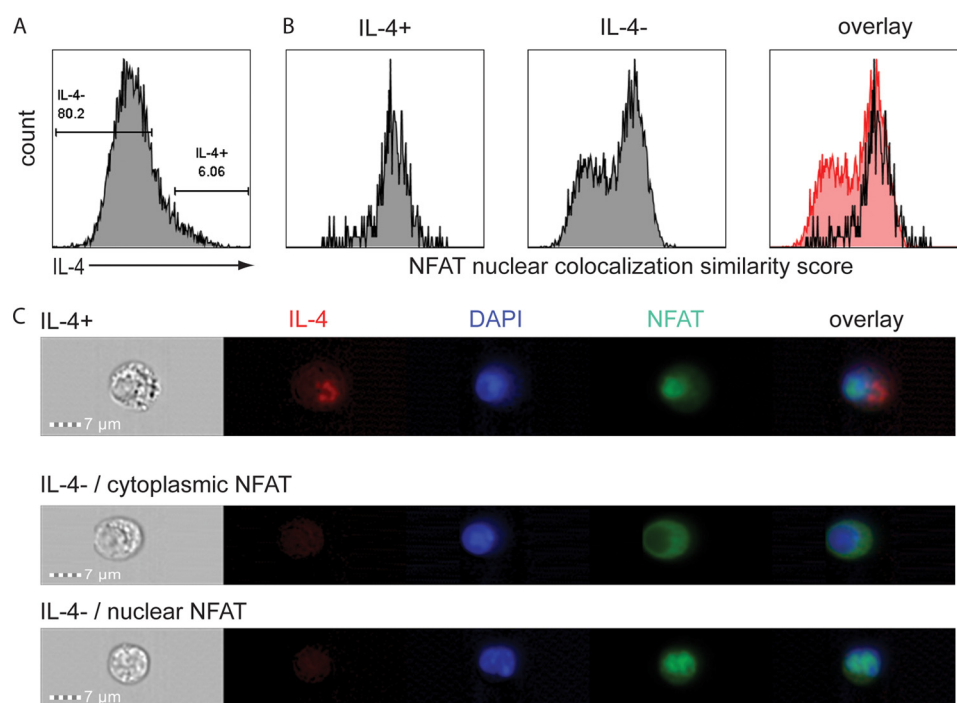 A
B
IL-4+
IL-4-
overlay
IL-4-
80.2
IL-4+
6.06
count
IL-4
NFAT nuclear colocalization similarity score
C
IL-4+
IL-4
DAPI
NFAT
overlay
7 μm
IL-4- / cytoplasmic NFAT
7 μm
IL-4- / nuclear NFAT
7 μm